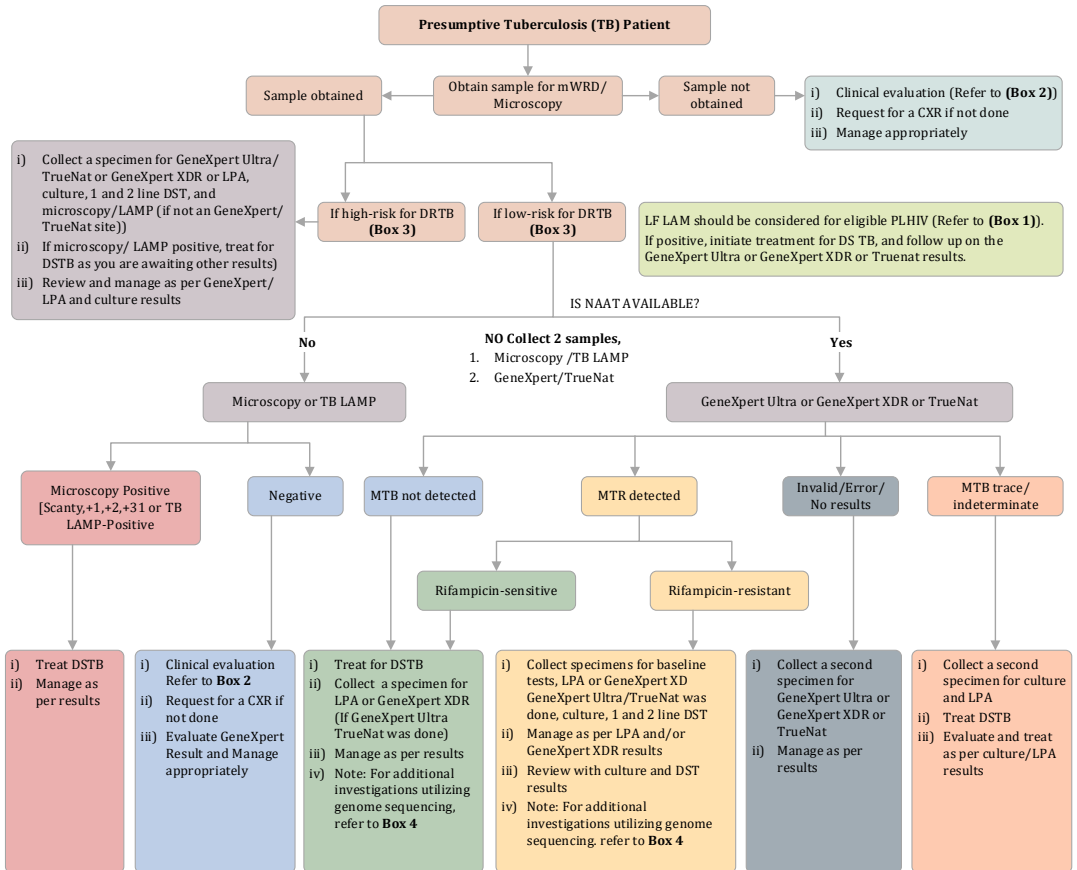 Presumptive Tuberculosis (TB) Patient
Sample obtained
Obtain sample for mWRD/
Microscopy
Sample not
obtained
i) Clinical evaluation (Refer to (Box 2))
ii) Request for a CXR if not done
iii) Manage appropriately
i) Collect a specimen for GeneXpert Ultra/
TrueNat or GeneXpert XDR or LPA,
culture, 1 and 2 line DST, and
microscopy/LAMP (if not an GeneXpert/
TrueNat site))
ii) If microscopy/ LAMP positive, treat for
DSTB as you are awaiting other results)
iii) Review and manage as per GeneXpert/
LPA and culture results
If high-risk for DRTB
(Box 3)
If low-risk for DRTB
(Box 3)
LF LAM should be considered for eligible PLHIV (Refer to (Box 1)).
If positive, initiate treatment for DS TB, and follow up on the
GeneXpert Ultra or GeneXpert XDR or Truenat results.
IS NAAT AVAILABLE?
No
NO Collect 2 samples,
1. Microscopy /TB LAMP
2. GeneXpert/TrueNat
Yes
Microscopy or TB LAMP
GeneXpert Ultra or GeneXpert XDR or TrueNat
Microscopy Positive
[Scanty,+1,+2,+31 or TB
LAMP-Positive
Negative
MTB not detected
MTR detected
Invalid/Error/
No results
MTB trace/
indeterminate
Rifampicin-sensitive
Rifampicin-resistant
i) Treat DSTB
ii) Manage as
per results
i) Clinical evaluation
Refer to Box 2
ii) Request for a CXR if
not done
iii) Evaluate GeneXpert
Result and Manage
appropriately
i) Treat for DSTB
ii) Collect a specimen for
LPA or GeneXpert XDR
(If GeneXpert Ultra
TrueNat was done)
iii) Manage as per results
iv) Note: For additional
investigations utilizing
genome sequencing,
refer to Box 4
i) Collect specimens for baseline
tests, LPA or GeneXpert XD
GeneXpert Ultra/TrueNat was
done, culture, 1 and 2 line DST
ii) Manage as per LPA and/or
GeneXpert XDR results
iii) Review with culture and DST
results
iv) Note: For additional
investigations utilizing genome
sequencing. refer to Box 4
i) Collect a second
specimen for
GeneXpert Ultra or
GeneXpert XDR or
TrueNat
ii) Manage as per
results
i) Collect a second
specimen for culture
and LPA
ii) Treat DSTB
iii) Evaluate and treat
as per culture/LPA
results